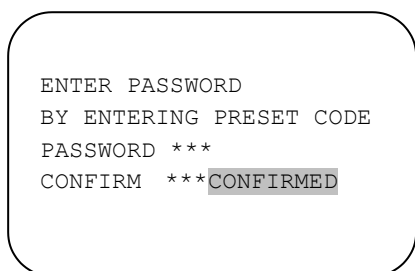 ENTER PASSWORD
BY ENTERING PRESET CODE
PASSWORD ***
CONFIRM ***CONFIRMED